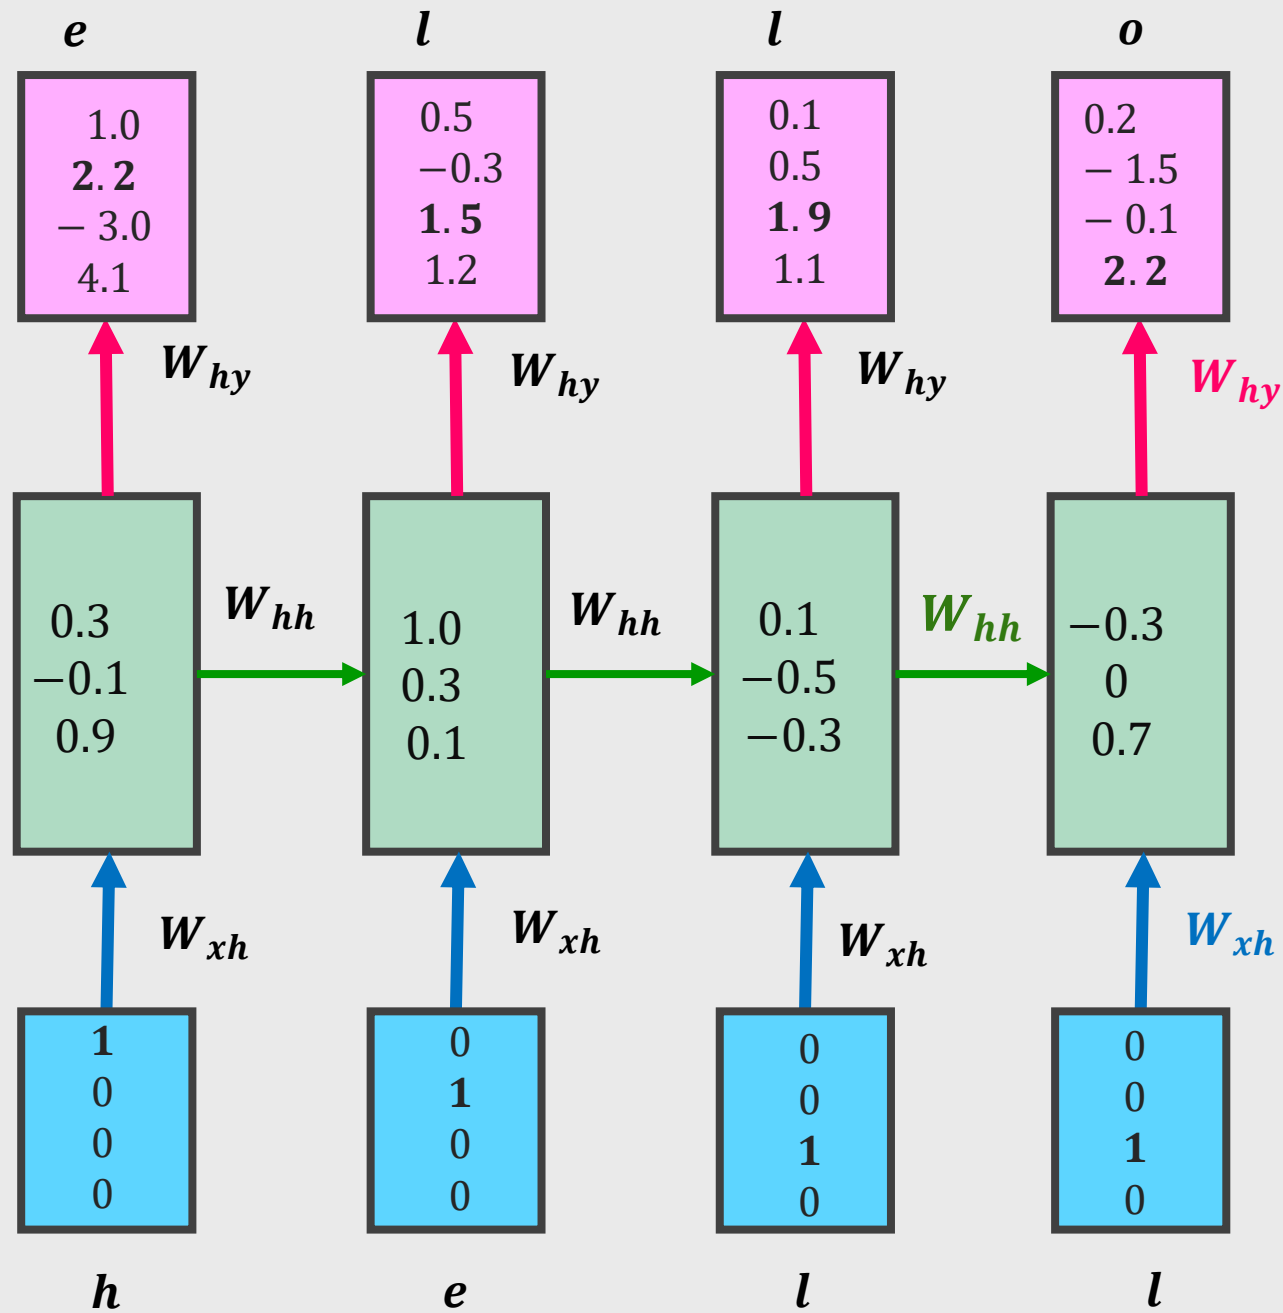 e l l o
1.0 0.5 0.1 0.2
2.2 −0.3 0.5 − 1.5
− 3.0 1.5 1.9 − 0.1
4.1 1.2 1.1 2.2
W_hy W_hy W_hy W_hy
W_hh W_hh W_hh
0.3 1.0 0.1 −0.3
−0.1 0.3 −0.5 0
0.9 0.1 −0.3 0.7
W_xh W_xh W_xh W_xh
1 0 0 0
0 1 0 0
0 0 1 1
0 0 0 0
h e l l